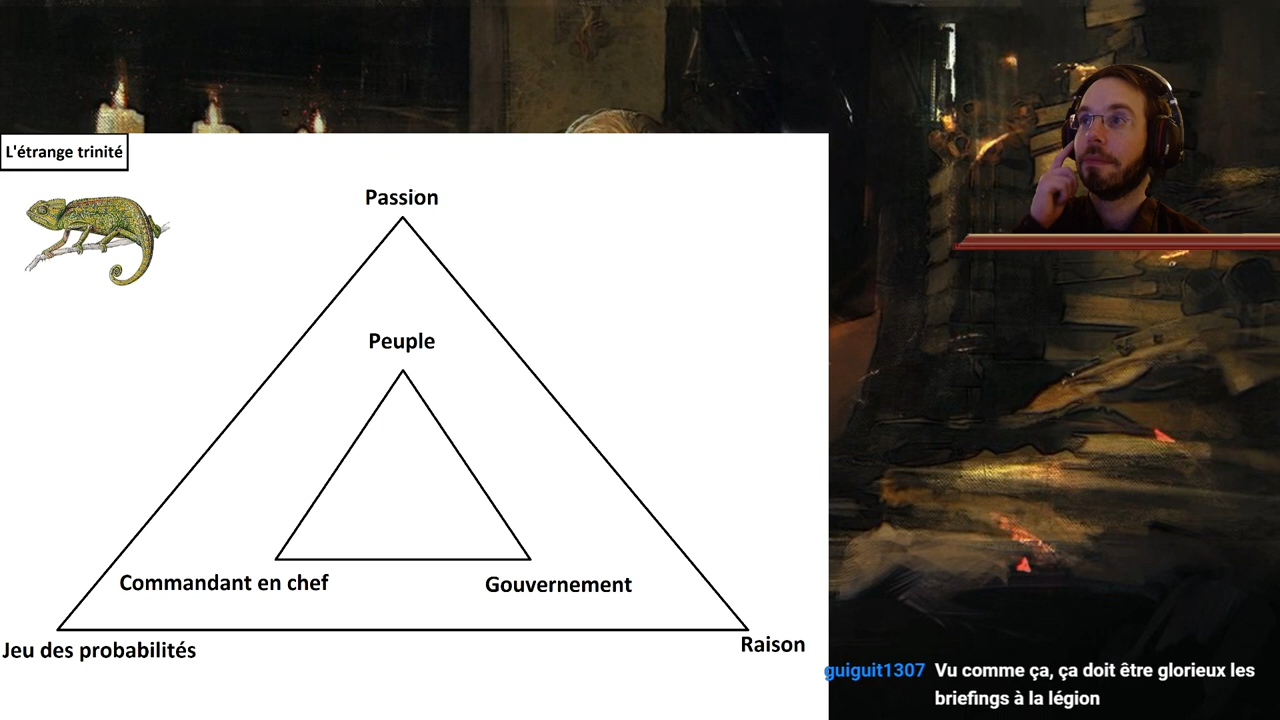 L'étrange trinité
Passion
Peuple
Commandant en chef
Gouvernement
Jeu des probabilités
Raison
guiguit1307 Vu comme ça, ça doit être glorieux les
briefings à la légion